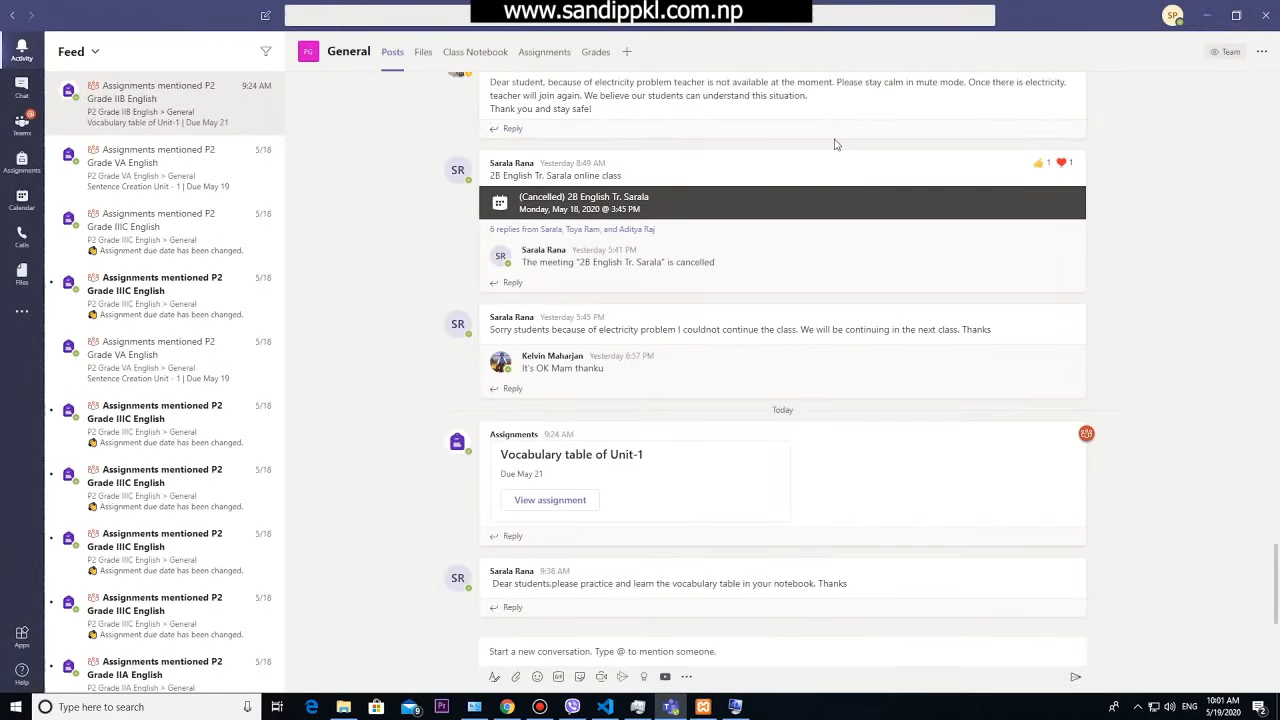 www.sandippkl.com.np
SP
Activity
Chat
Teams
Assignments
Calendar
Calls
Files
Apps
Help
Feed
Assignments mentioned P2 9:24 AM
Grade IIB English
P2 Grade IIB English > General
Vocabulary table of Unit-1 | Due May 21
Assignments mentioned P2 5/18
Grade VA English
P2 Grade VA English > General
Sentence Creation Unit - 1 | Due May 19
Assignments mentioned P2 5/18
Grade IIIC English
P2 Grade IIIC English > General
Assignment due date has been changed.
Assignments mentioned P2 5/18
Grade IIIC English
P2 Grade IIIC English > General
Assignment due date has been changed.
Assignments mentioned P2 5/18
Grade VA English
P2 Grade VA English > General
Sentence Creation Unit - 1 | Due May 19
Assignments mentioned P2 5/18
Grade IIIC English
P2 Grade IIIC English > General
Assignment due date has been changed.
Assignments mentioned P2 5/18
Grade IIIC English
P2 Grade IIIC English > General
Assignment due date has been changed.
Assignments mentioned P2 5/18
Grade IIIC English
P2 Grade IIIC English > General
Assignment due date has been changed.
Assignments mentioned P2 5/18
Grade IIIC English
P2 Grade IIIC English > General
Assignment due date has been changed.
Assignments mentioned P2 5/18
Grade IIA English
P2 Grade IIA English > General
PG General Posts Files Class Notebook Assignments Grades Team
Dear student, because of electricity problem teacher is not available at the moment. Please stay calm in mute mode. Once there is electricity,
teacher will join again. We believe our students can understand this situation.
Thank you and stay safe!
Reply
SR Sarala Rana Yesterday 8:49 AM 1 1
2B English Tr. Sarala online class
(Cancelled) 2B English Tr. Sarala
Monday, May 18, 2020 @ 3:45 PM
6 replies from Sarala, Toya Ram, and Aditya Raj
SR Sarala Rana Yesterday 5:41 PM
The meeting "2B English Tr. Sarala" is cancelled
Reply
SR Sarala Rana Yesterday 5:45 PM
Sorry students because of electricity problem I couldnot continue the class. We will be continuing in the next class. Thanks
Kelvin Maharjan Yesterday 6:57 PM
It's OK Mam thanku
Reply
Today
Assignments 9:24 AM
Vocabulary table of Unit-1
Due May 21
View assignment
Reply
SR Sarala Rana 9:38 AM
Dear students,please practice and learn the vocabulary table in your notebook. Thanks
Reply
Start a new conversation. Type @ to mention someone.
GIF
Type here to search
Pr
ENG
10:01 AM
5/19/2020